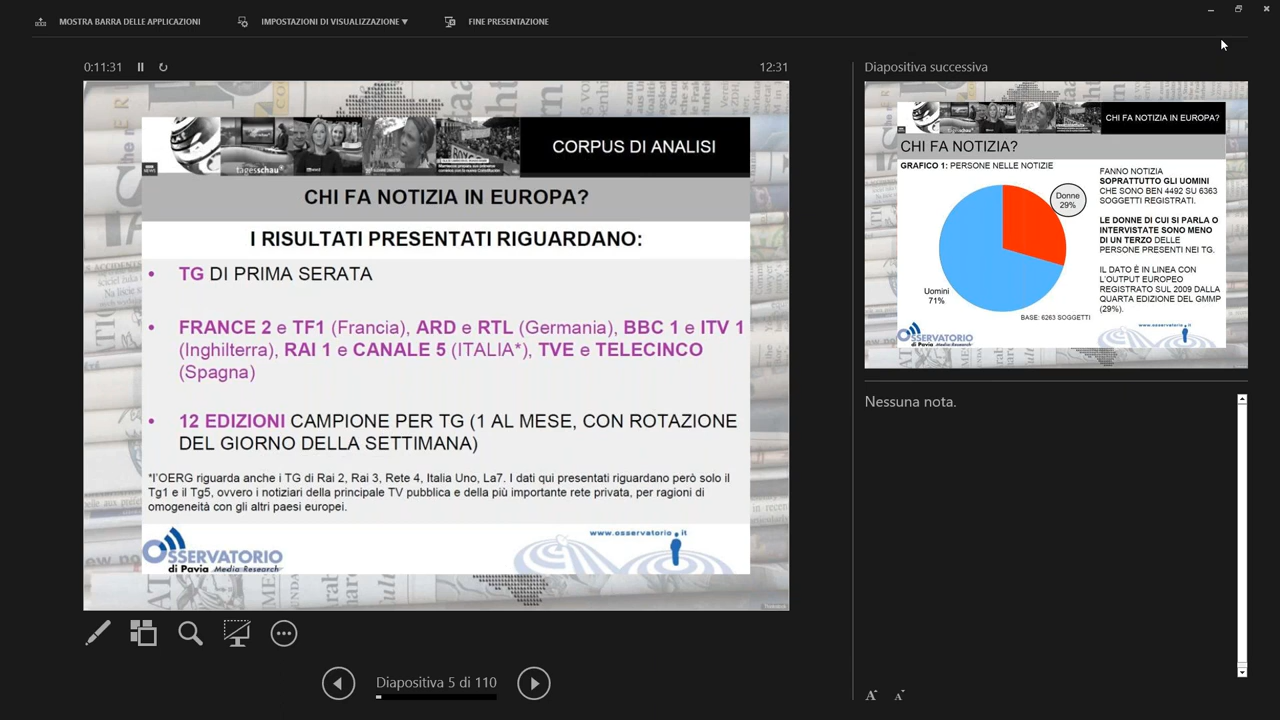 MOSTRA BARRA DELLE APPLICAZIONI
IMPOSTAZIONI DI VISUALIZZAZIONE ▼
FINE PRESENTAZIONE
0:11:31
12:31
CORPUS DI ANALISI
tagesschau
CHI FA NOTIZIA IN EUROPA?
I RISULTATI PRESENTATI RIGUARDANO:
• TG DI PRIMA SERATA
• FRANCE 2 e TF1 (Francia), ARD e RTL (Germania), BBC 1 e ITV 1
(Inghilterra), RAI 1 e CANALE 5 (ITALIA*), TVE e TELECINCO
(Spagna)
• 12 EDIZIONI CAMPIONE PER TG (1 AL MESE, CON ROTAZIONE
DEL GIORNO DELLA SETTIMANA)
*l'OERG riguarda anche i TG di Rai 2, Rai 3, Rete 4, Italia Uno, La7. I dati qui presentati riguardano però solo il
Tg1 e il Tg5, ovvero i notiziari della principale TV pubblica e della più importante rete privata, per ragioni di
omogeneità con gli altri paesi europei.
OSSERVATORIO
di Pavia Media Research
www.osservatorio.it
Diapositiva 5 di 110
Diapositiva successiva
CHI FA NOTIZIA IN EUROPA?
CHI FA NOTIZIA?
GRAFICO 1: PERSONE NELLE NOTIZIE
Donne
29%
Uomini
71%
BASE: 6263 SOGGETTI
FANNO NOTIZIA
SOPRATTUTTO GLI UOMINI
CHE SONO BEN 4492 SU 6363
SOGGETTI REGISTRATI.
LE DONNE DI CUI SI PARLA O
INTERVISTATE SONO MENO
DI UN TERZO DELLE
PERSONE PRESENTI NEI TG.
IL DATO È IN LINEA CON
L'OUTPUT EUROPEO
REGISTRATO SUL 2009 DALLA
QUARTA EDIZIONE DEL GMMP
(29%).
OSSERVATORIO
www.osservatorio.it
Nessuna nota.
A A